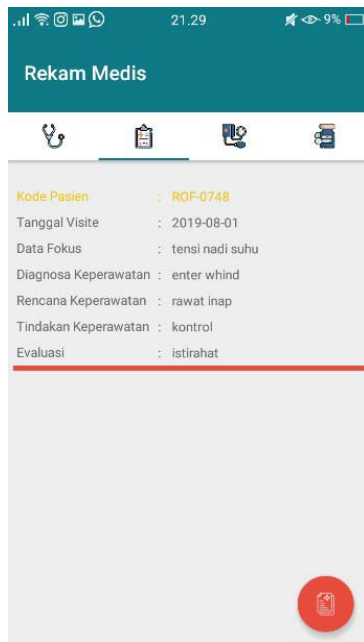 21.29
9%
Rekam Medis
Kode Pasien : ROF-0748
Tanggal Visite : 2019-08-01
Data Fokus : tensi nadi suhu
Diagnosa Keperawatan : enter whind
Rencana Keperawatan : rawat inap
Tindakan Keperawatan : kontrol
Evaluasi : istirahat